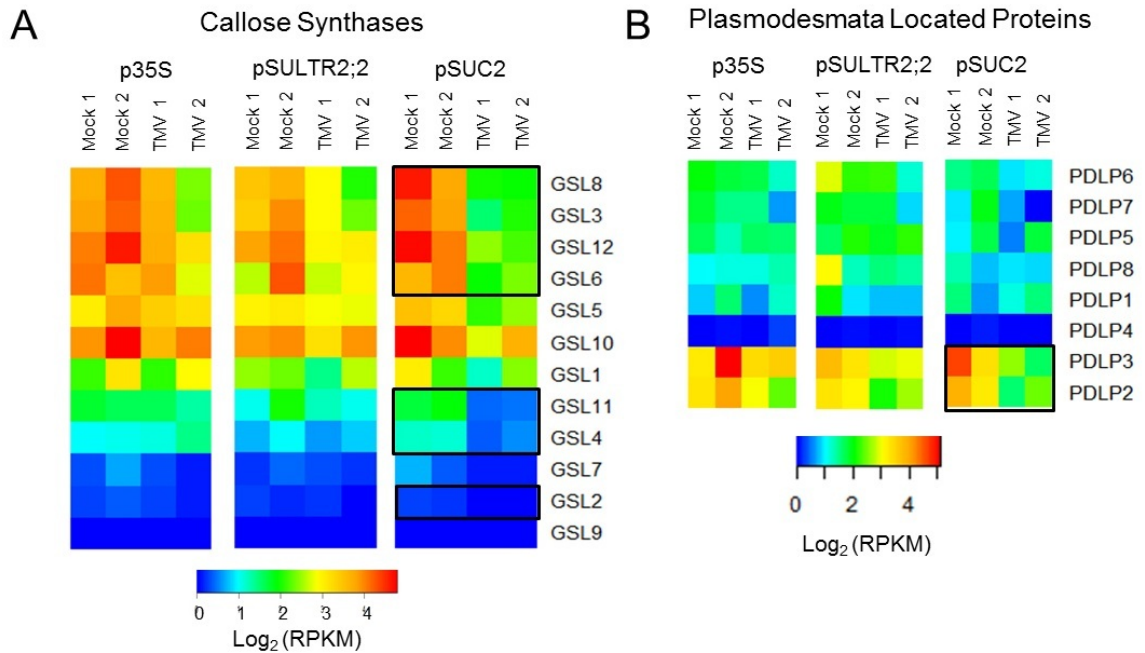 A
Callose Synthases
p35S
pSULTR2;2
pSUC2
Mock 1
Mock 2
TMV 1
TMV 2
Mock 1
Mock 2
TMV 1
TMV 2
Mock 1
Mock 2
TMV 1
TMV 2
GSL8
GSL3
GSL12
GSL6
GSL5
GSL10
GSL1
GSL11
GSL4
GSL7
GSL2
GSL9
0 1 2 3 4
Log₂ (RPKM)
B
Plasmodesmata Located Proteins
p35S
pSULTR2;2
pSUC2
Mock 1
Mock 2
TMV 1
TMV 2
Mock 1
Mock 2
TMV 1
TMV 2
Mock 1
Mock 2
TMV 1
TMV 2
PDLP6
PDLP7
PDLP5
PDLP8
PDLP1
PDLP4
PDLP3
PDLP2
0 2 4
Log₂ (RPKM)